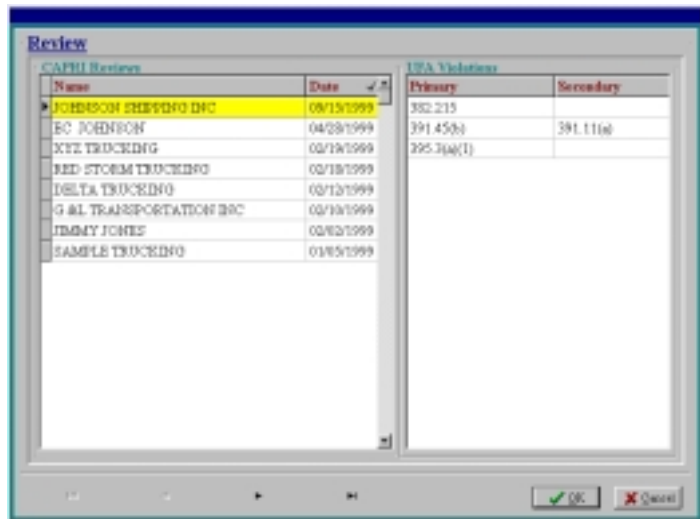 Review
CAPRI Reviews
Name Date
JOHNSON SHIPPING INC 09/15/1999
EC JOHNSON 04/28/1999
XYZ TRUCKING 02/19/1999
RED STORM TRUCKING 02/18/1999
DELTA TRUCKING 02/12/1999
G &L TRANSPORTATION INC 02/10/1999
JIMMY JONES 02/02/1999
SAMPLE TRUCKING 01/05/1999
UFA Violations
Primary Secondary
382.215
391.45(b) 391.11(a)
395.3(a)(1)
OK Cancel